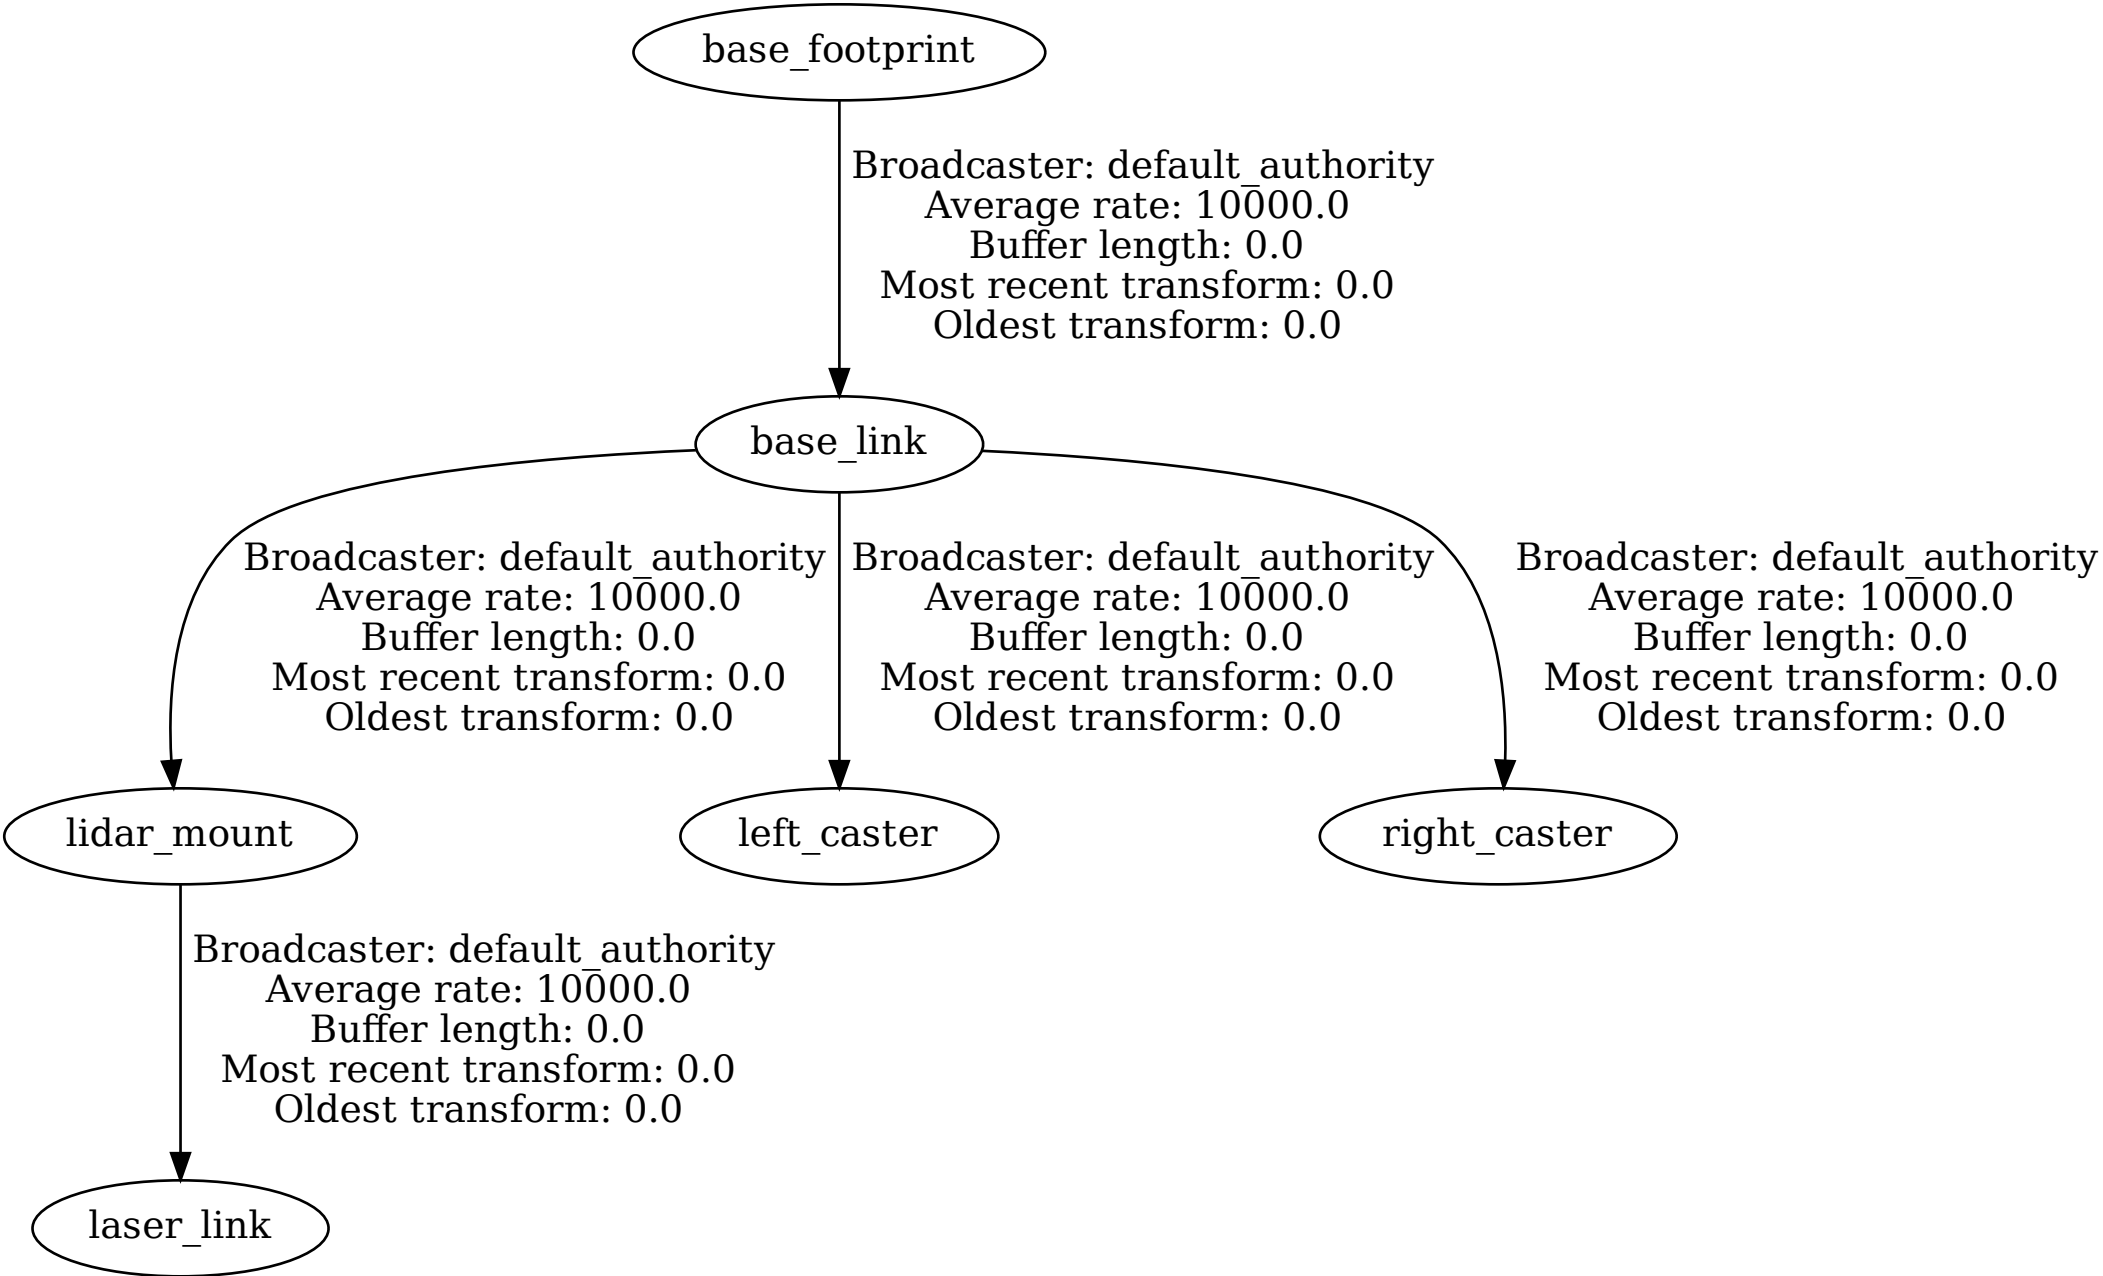 base_footprint
Broadcaster: default_authority
Average rate: 10000.0
Buffer length: 0.0
Most recent transform: 0.0
Oldest transform: 0.0
base_link
Broadcaster: default_authority
Average rate: 10000.0
Buffer length: 0.0
Most recent transform: 0.0
Oldest transform: 0.0
Broadcaster: default_authority
Average rate: 10000.0
Buffer length: 0.0
Most recent transform: 0.0
Oldest transform: 0.0
Broadcaster: default_authority
Average rate: 10000.0
Buffer length: 0.0
Most recent transform: 0.0
Oldest transform: 0.0
lidar_mount
left_caster
right_caster
Broadcaster: default_authority
Average rate: 10000.0
Buffer length: 0.0
Most recent transform: 0.0
Oldest transform: 0.0
laser_link